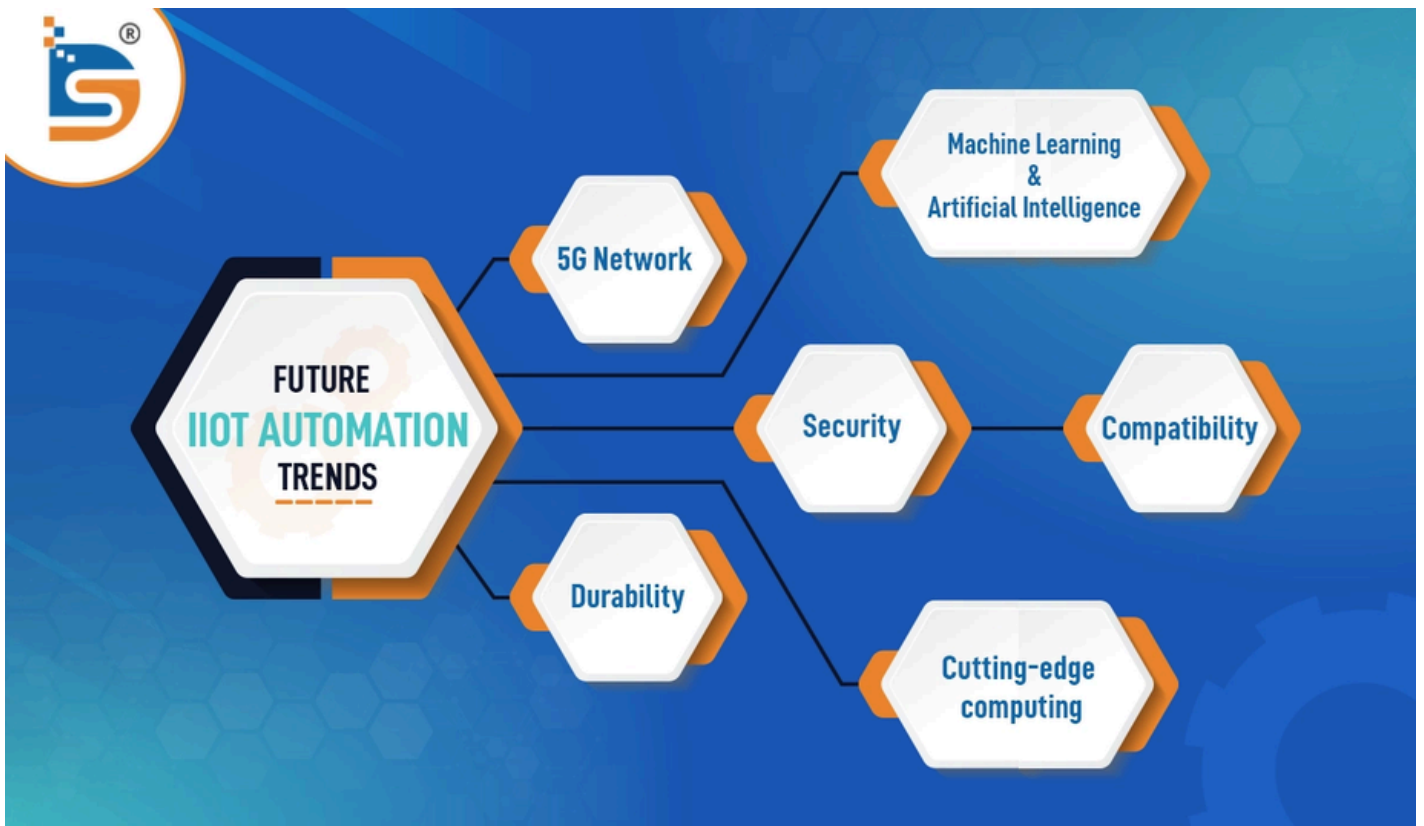 ®
FUTURE
IIOT AUTOMATION
TRENDS
5G Network
Machine Learning
&
Artificial Intelligence
Security
Compatibility
Durability
Cutting-edge
computing